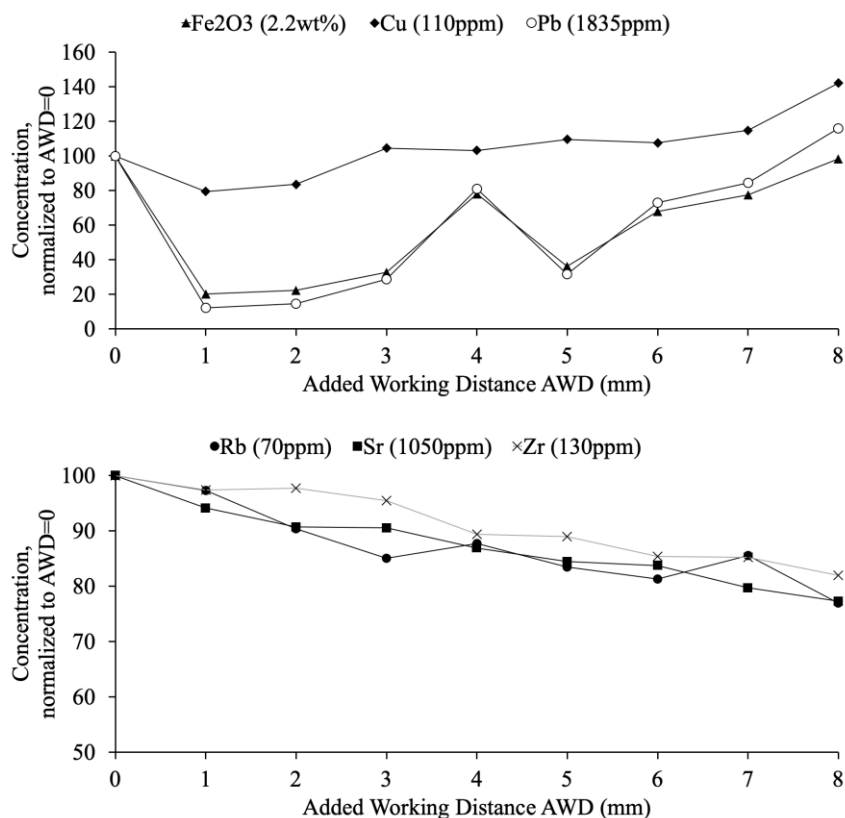 Fe2O3 (2.2wt%) Cu (110ppm) Pb (1835ppm)
Concentration,
normalized to AWD=0
160
140
120
100
80
60
40
20
0
0 1 2 3 4 5 6 7 8
Added Working Distance AWD (mm)
Rb (70ppm) Sr (1050ppm) Zr (130ppm)
Concentration,
normalized to AWD=0
100
90
80
70
60
50
0 1 2 3 4 5 6 7 8
Added Working Distance AWD (mm)